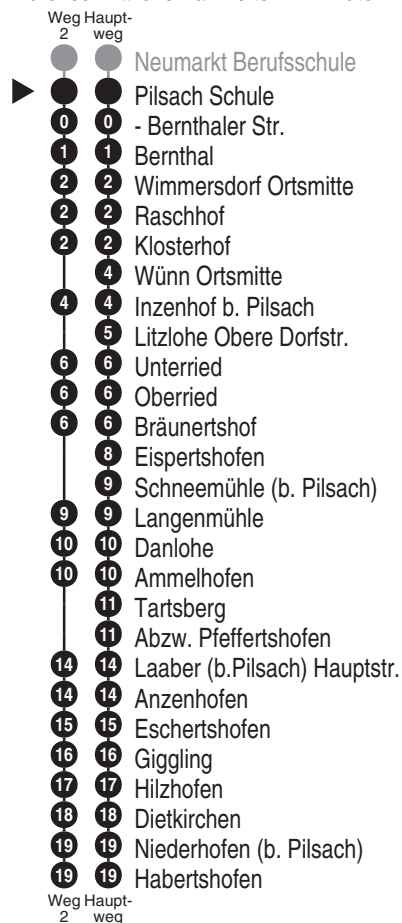 Weg Haupt-
2 weg
Neumarkt Berufsschule
Pilsach Schule
0 0 - Bernthaler Str.
1 1 Bernthal
2 2 Wimmersdorf Ortsmitte
2 2 Raschhof
2 2 Klosterhof
4 Wünn Ortsmitte
4 4 Inzenhof b. Pilsach
5 Litzlohe Obere Dorfstr.
6 6 Unterried
6 6 Oberried
6 6 Bräunertshof
8 Eispertshofen
9 Schneemühle (b. Pilsach)
9 9 Langenmühle
10 10 Danlohe
10 10 Ammelhofen
11 Tartsberg
11 Abzw. Pfeffertshofen
14 14 Laaber (b.Pilsach) Hauptstr.
14 14 Anzenhofen
15 15 Eschertshofen
16 16 Giggling
17 17 Hilzhofen
18 18 Dietkirchen
19 19 Niederhofen (b. Pilsach)
19 19 Habertshofen
Weg Haupt-
2 weg